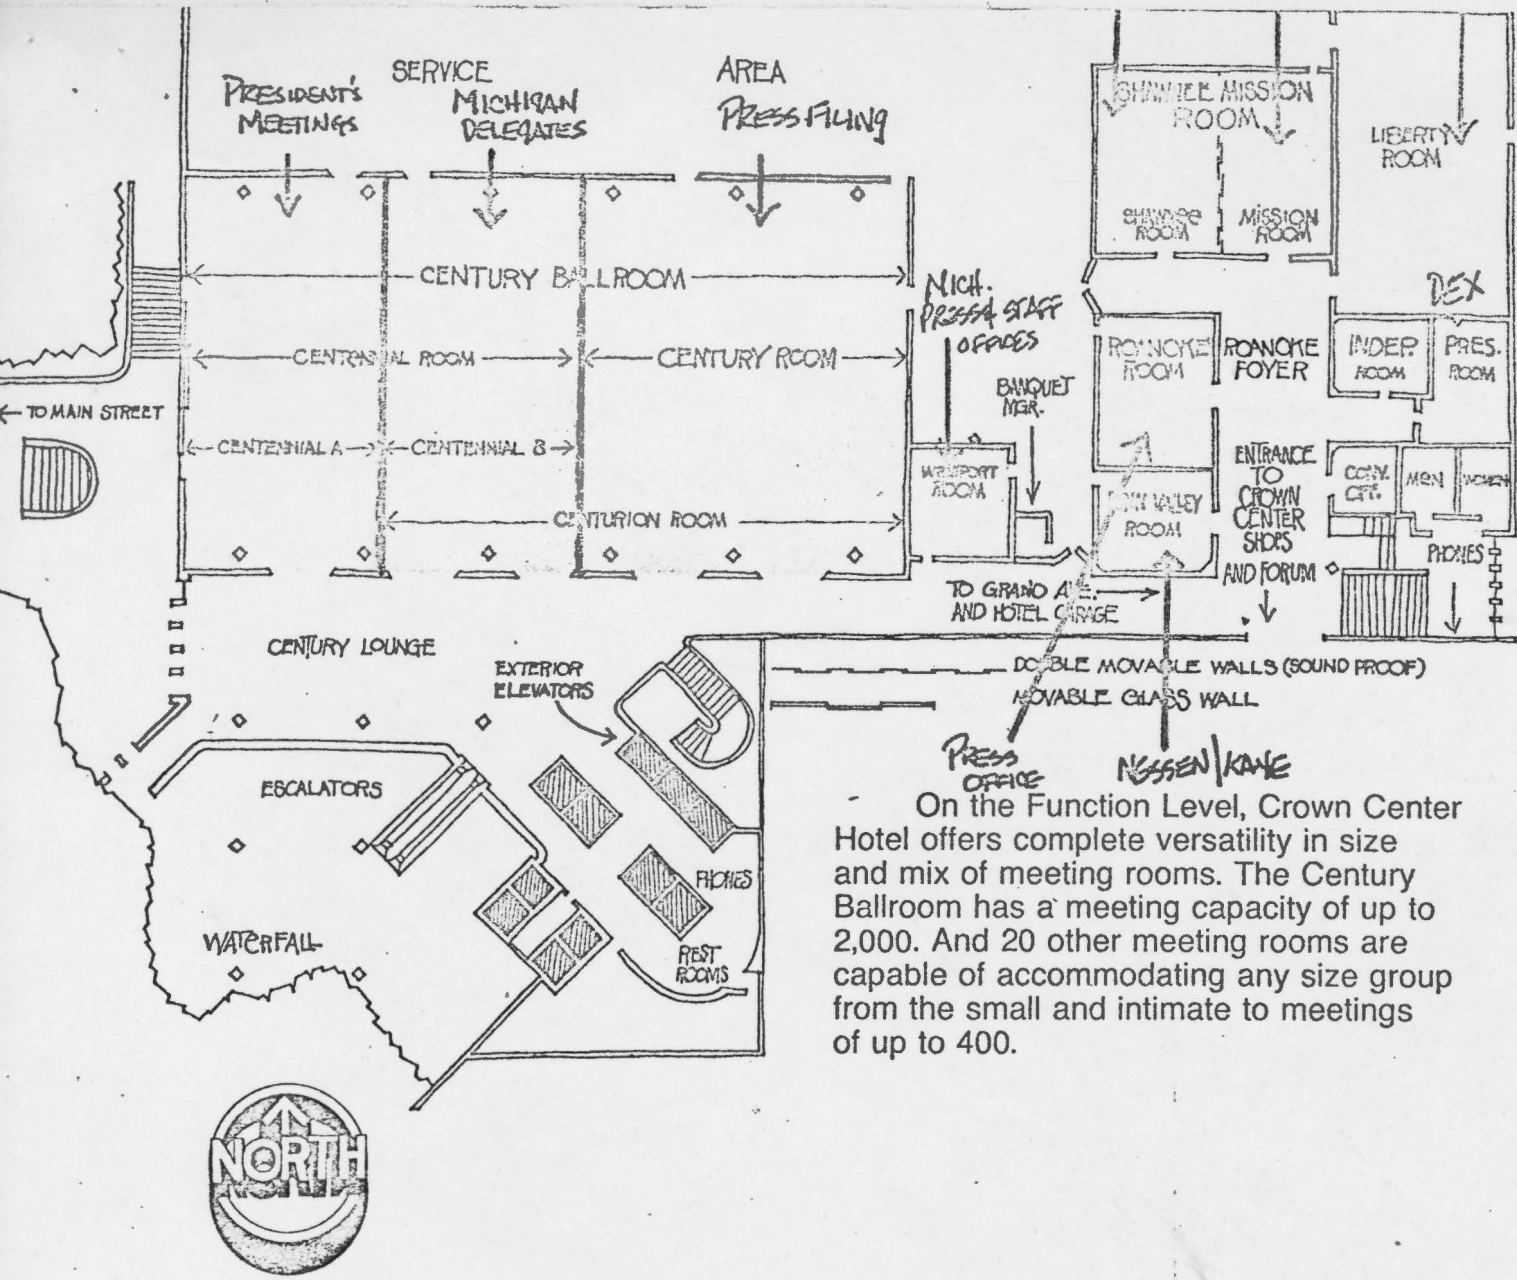 SERVICE
AREA
PRESIDENT'S
MEETINGS
MICHIGAN
DELEGATES
PRESS FILING
SHAWNEE MISSION
ROOM
LIBERTY
ROOM
SHAWNEE
ROOM
MISSION
ROOM
CENTURY BALLROOM
MICH.
PRESS & STAFF
OFFICES
DEX
CENTENNIAL ROOM
CENTURY ROOM
ROANOKE
ROOM
ROANOKE
FOYER
INDEP.
ROOM
PRES.
ROOM
BANQUET
MGR.
TO MAIN STREET
CENTENNIAL A
CENTENNIAL B
WESTPORT
ROOM
ENTRANCE
TO
CROWN
CENTER
SHOPS
AND FORUM
CONV.
OFF.
MEN
WOMEN
CENTURION ROOM
VALLEY
ROOM
PHONES
TO GRAND AVE.
AND HOTEL GARAGE
CENTURY LOUNGE
EXTERIOR
ELEVATORS
DOUBLE MOVABLE WALLS (SOUND PROOF)
MOVABLE GLASS WALL
PRESS
OFFICE
NESSEN/KANE
ESCALATORS
PHONES
WATERFALL
REST
ROOMS
On the Function Level, Crown Center
Hotel offers complete versatility in size
and mix of meeting rooms. The Century
Ballroom has a meeting capacity of up to
2,000. And 20 other meeting rooms are
capable of accommodating any size group
from the small and intimate to meetings
of up to 400.
NORTH